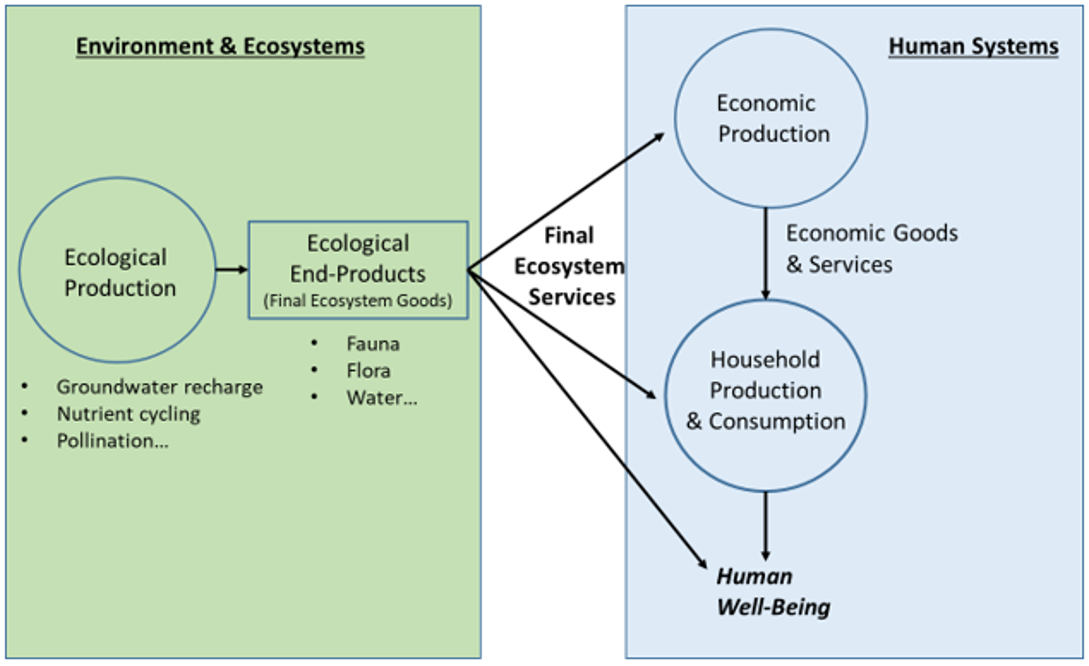 Environment & Ecosystems
Ecological
Production
• Groundwater recharge
• Nutrient cycling
• Pollination...
Ecological
End-Products
(Final Ecosystem Goods)
• Fauna
• Flora
• Water...
Final
Ecosystem
Services
Human Systems
Economic
Production
Economic Goods
& Services
Household
Production
& Consumption
Human
Well-Being